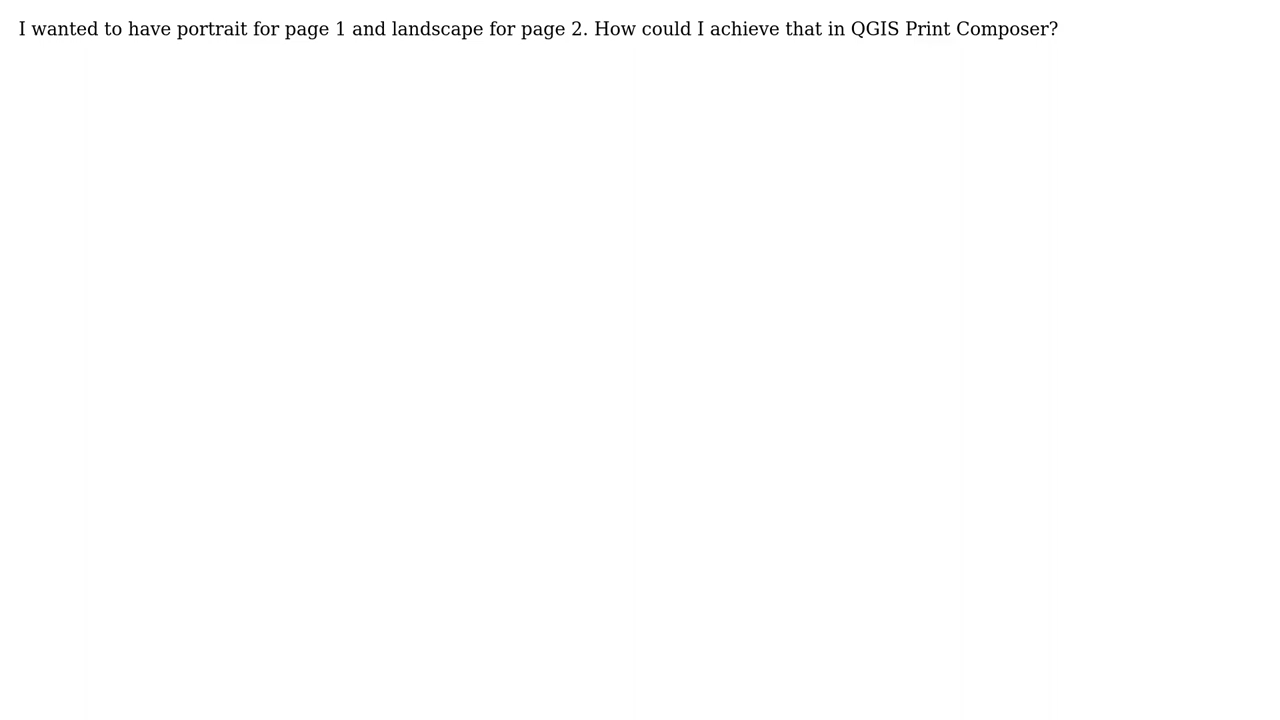 I wanted to have portrait for page 1 and landscape for page 2. How could I achieve that in QGIS Print Composer?